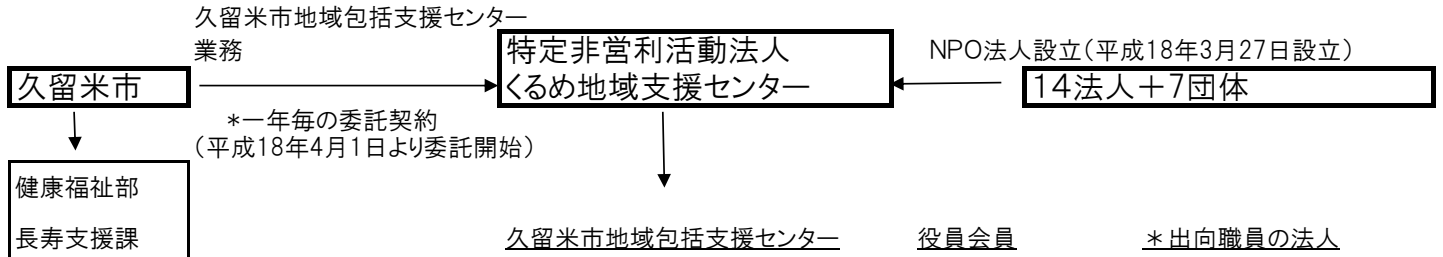 久留米市地域包括支援センター
業務
特定非営利活動法人
くるめ地域支援センター
NPO法人設立(平成18年3月27日設立)
久留米市
14法人+7団体
*一年毎の委託契約
(平成18年4月1日より委託開始)
健康福祉部
長寿支援課
久留米市地域包括支援センター
役員会員
*出向職員の法人